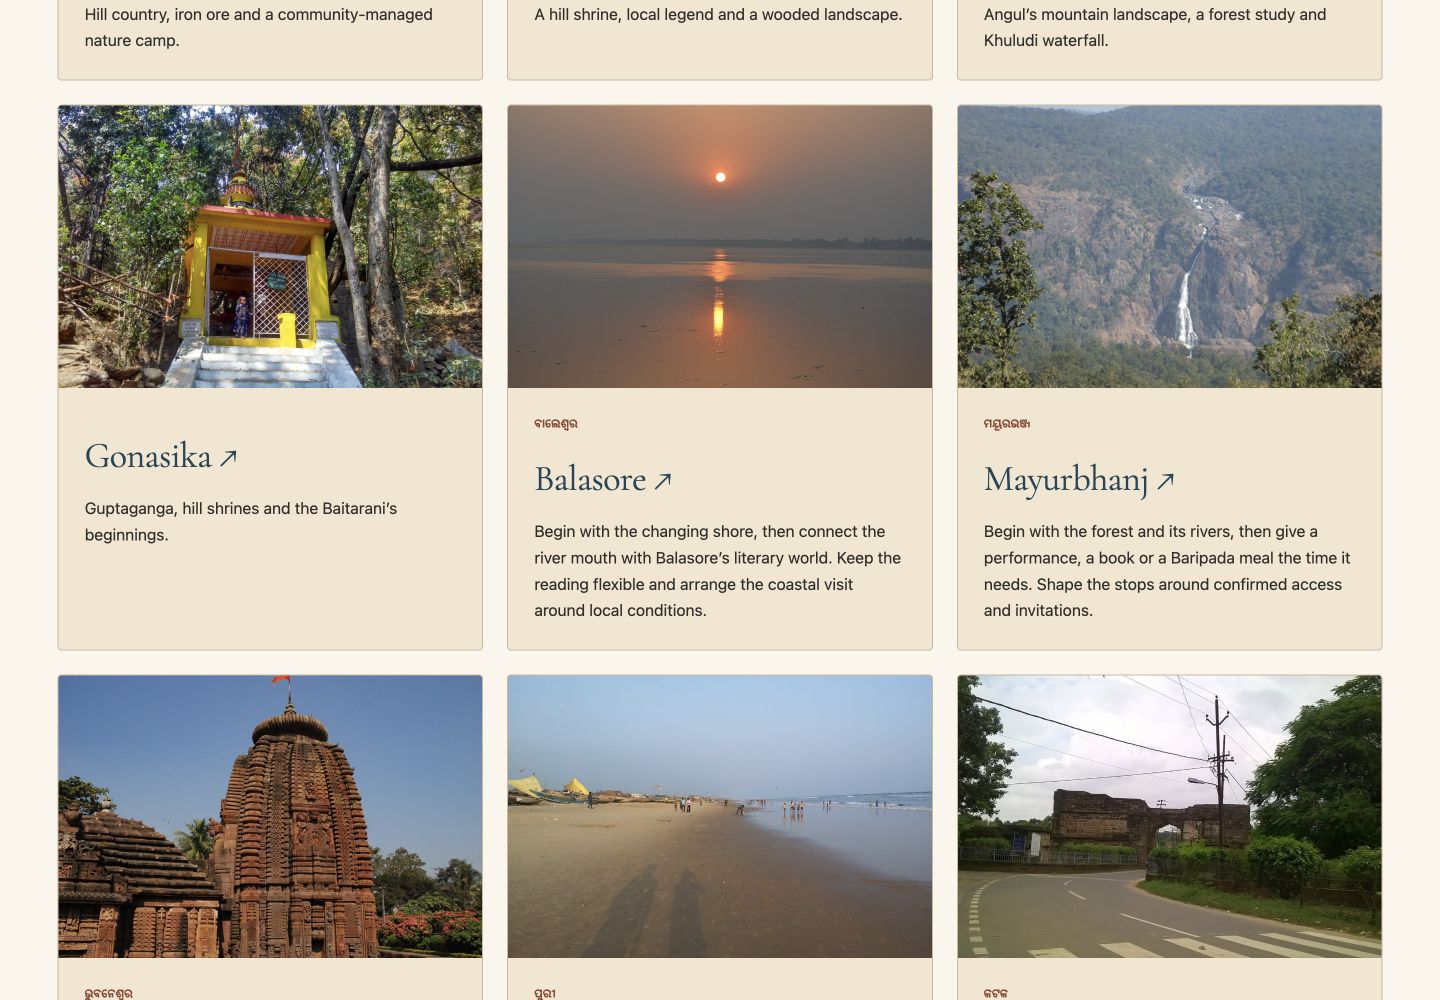 Hill country, iron ore and a community-managed
nature camp.
A hill shrine, local legend and a wooded landscape.
Angul’s mountain landscape, a forest study and
Khuludi waterfall.
Gonasika ↗
Guptaganga, hill shrines and the Baitarani’s
beginnings.
ବାଲେଶ୍ୱର
Balasore ↗
Begin with the changing shore, then connect the
river mouth with Balasore’s literary world. Keep the
reading flexible and arrange the coastal visit
around local conditions.
ମୟୂରଭଞ୍ଜ
Mayurbhanj ↗
Begin with the forest and its rivers, then give a
performance, a book or a Baripada meal the time it
needs. Shape the stops around confirmed access
and invitations.
ଭୁବନେଶ୍ୱର
ପୁରୀ
କଟକ